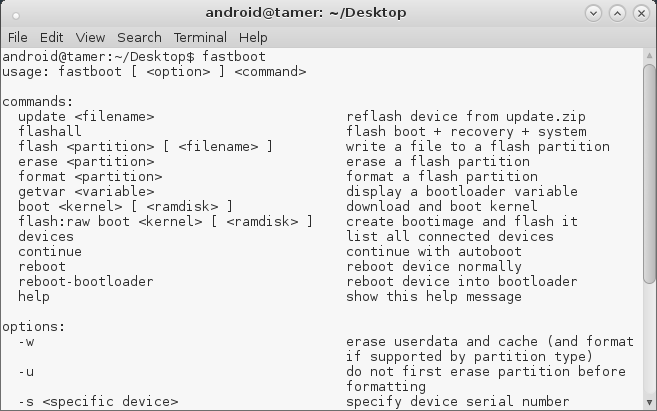 android@tamer: ~/Desktop
File Edit View Search Terminal Help
android@tamer:~/Desktop$ fastboot
usage: fastboot [ <option> ] <command>
commands:
update <filename> reflash device from update.zip
flashall flash boot + recovery + system
flash <partition> [ <filename> ] write a file to a flash partition
erase <partition> erase a flash partition
format <partition> format a flash partition
getvar <variable> display a bootloader variable
boot <kernel> [ <ramdisk> ] download and boot kernel
flash:raw boot <kernel> [ <ramdisk> ] create bootimage and flash it
devices list all connected devices
continue continue with autoboot
reboot reboot device normally
reboot-bootloader reboot device into bootloader
help show this help message
options:
-w erase userdata and cache (and format
if supported by partition type)
-u do not first erase partition before
formatting
-s <specific device> specify device serial number